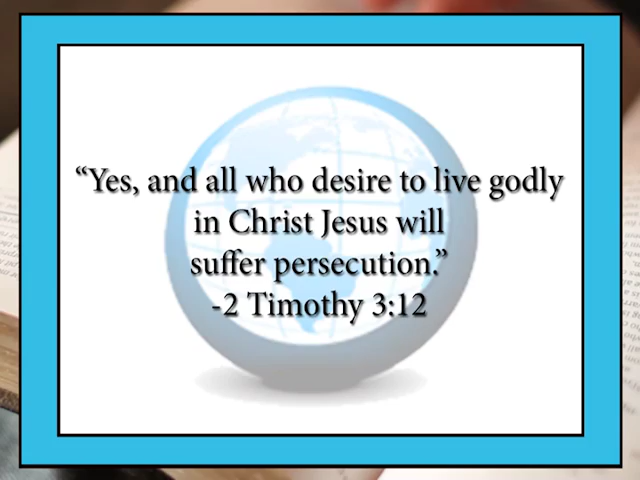 “Yes, and all who desire to live godly
in Christ Jesus will
suffer persecution.”
-2 Timothy 3:12